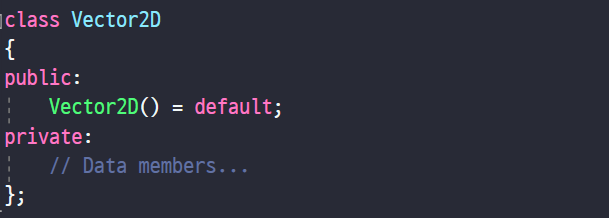 class Vector2D
{
public:
    Vector2D() = default;
private:
    // Data members...
};